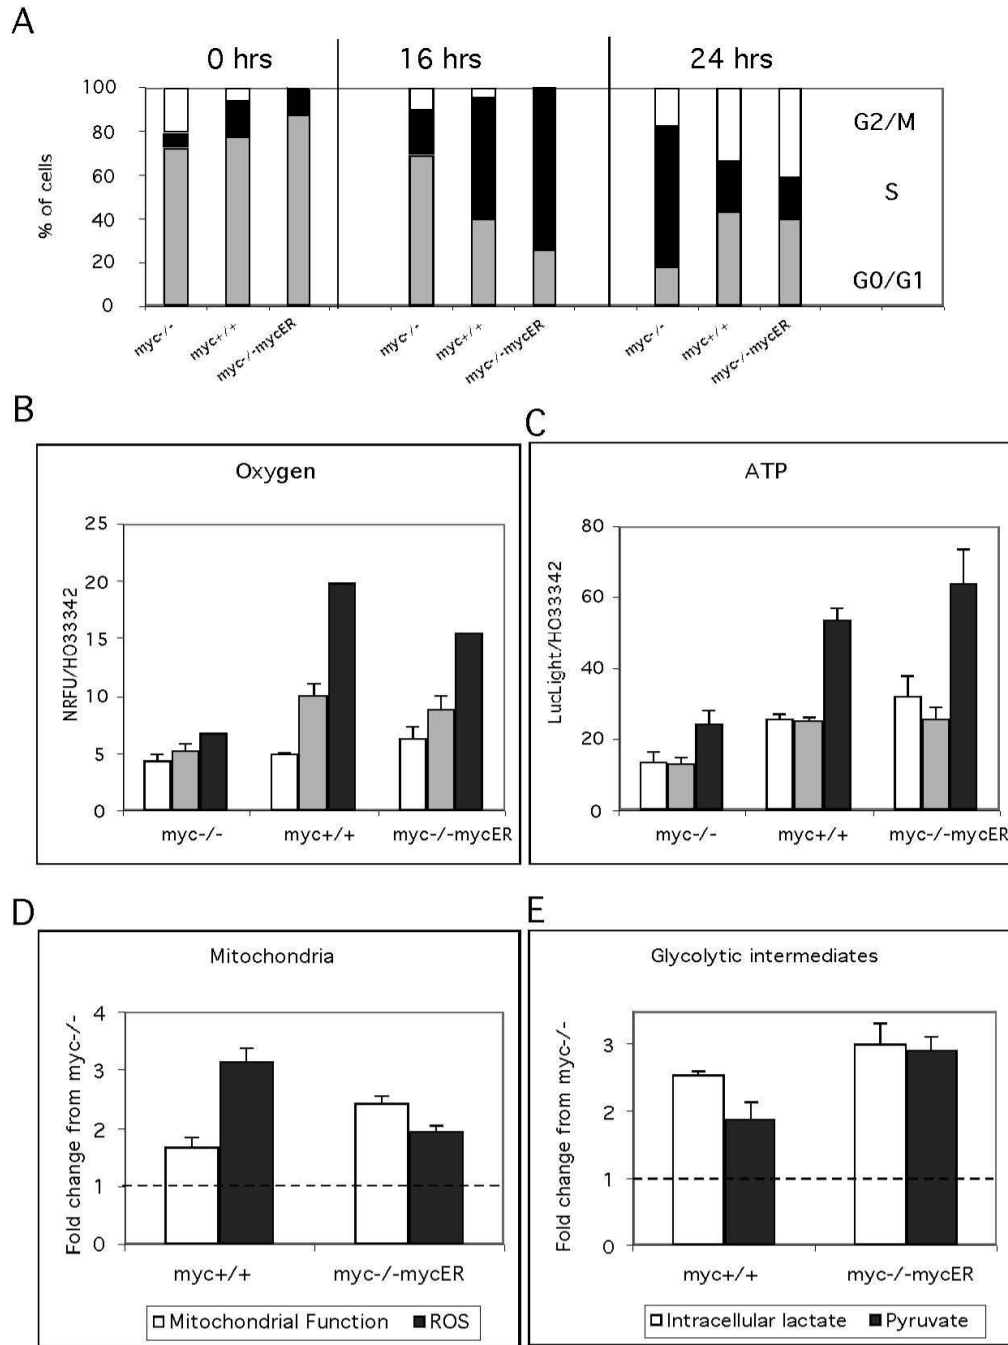 A
0 hrs 16 hrs 24 hrs
% of cells
100
80
60
40
20
0
G2/M
S
G0/G1
myc-/- myc+/+ myc-/-mycER myc-/- myc+/+ myc-/-mycER myc-/- myc+/+ myc-/-mycER
B
Oxygen
NRFU/HO33342
25
20
15
10
5
0
myc-/- myc+/+ myc-/-mycER
C
ATP
LucLight/HO33342
80
60
40
20
0
myc-/- myc+/+ myc-/-mycER
D
Mitochondria
Fold change from myc-/-
4
3
2
1
0
myc+/+ myc-/-mycER
Mitochondrial Function ROS
E
Glycolytic intermediates
Fold change from myc-/-
3
2
1
0
myc+/+ myc-/-mycER
Intracellular lactate Pyruvate